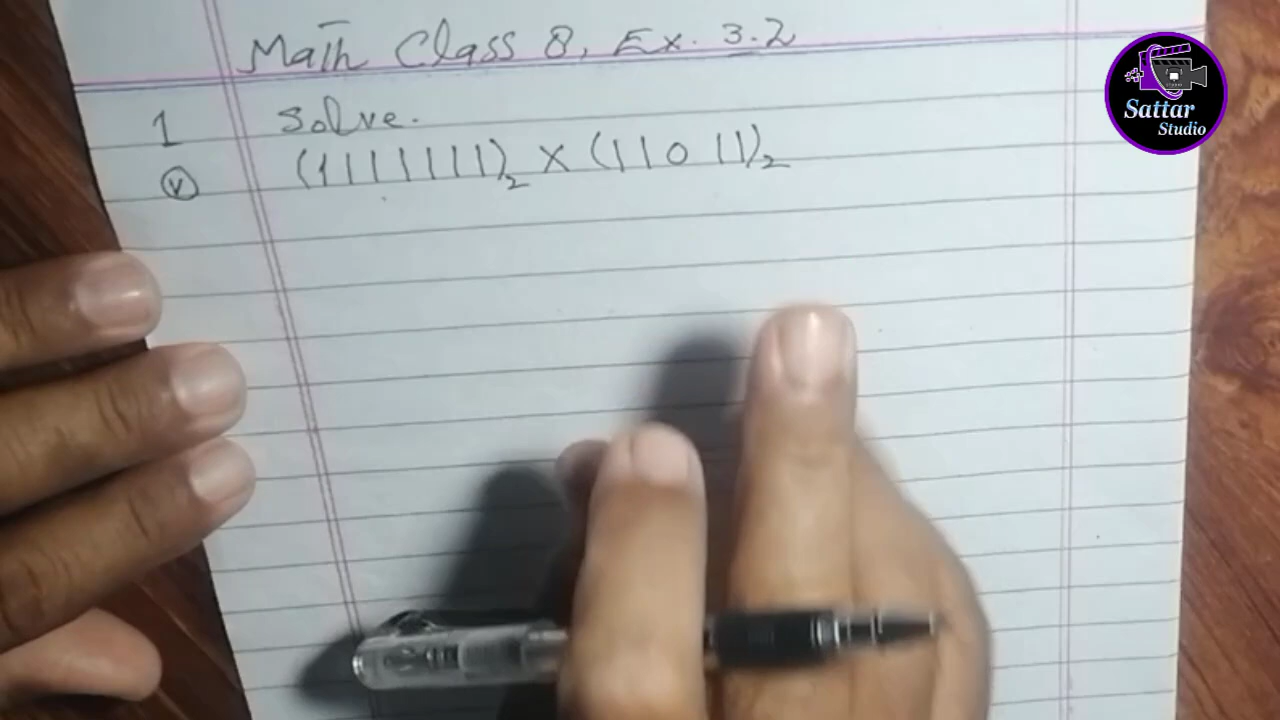 Math Class 8, Ex. 3.2
1 Solve.
(v) (1111111)₂ × (11011)₂
Sattar
Studio